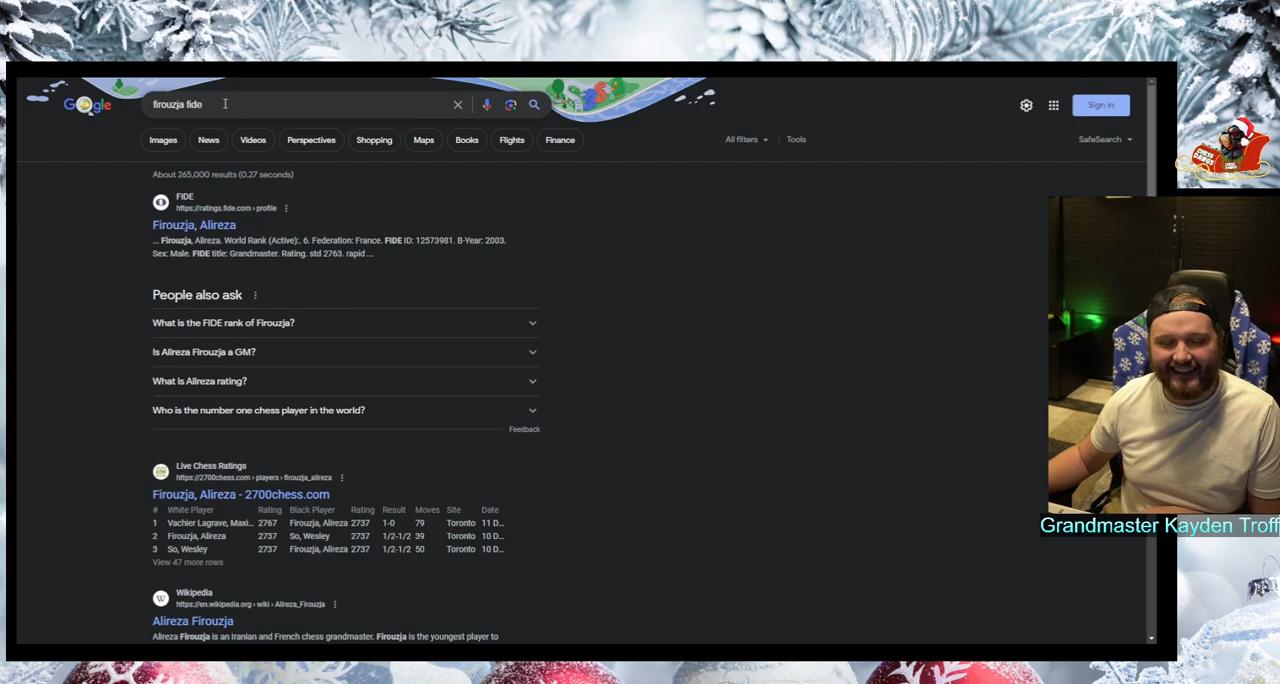 Google
firouzja fide
Sign in
Images News Videos Perspectives Shopping Maps Books Flights Finance
All filters Tools
SafeSearch
About 265,000 results (0.27 seconds)
FIDE
https://ratings.fide.com › profile
Firouzja, Alireza
... Firouzja, Alireza. World Rank (Active):. 6. Federation: France. FIDE ID: 12573981. B-Year: 2003.
Sex: Male. FIDE title: Grandmaster. Rating. std 2763. rapid ...
People also ask
What is the FIDE rank of Firouzja?
Is Alireza Firouzja a GM?
What is Alireza rating?
Who is the number one chess player in the world?
Feedback
Live Chess Ratings
https://2700chess.com › players › firouzja_alireza
Firouzja, Alireza - 2700chess.com
# White Player Rating Black Player Rating Result Moves Site Date
1 Vachier Lagrave, Maxi... 2767 Firouzja, Alireza 2737 1-0 79 Toronto 11 D...
2 Firouzja, Alireza 2737 So, Wesley 2737 1/2-1/2 39 Toronto 10 D...
3 So, Wesley 2737 Firouzja, Alireza 2737 1/2-1/2 50 Toronto 10 D...
View 47 more rows
W
Wikipedia
https://en.wikipedia.org › wiki › Alireza_Firouzja
Alireza Firouzja
Alireza Firouzja is an Iranian and French chess grandmaster. Firouzja is the youngest player to
CHESS DAWGS
Grandmaster Kayden Troff